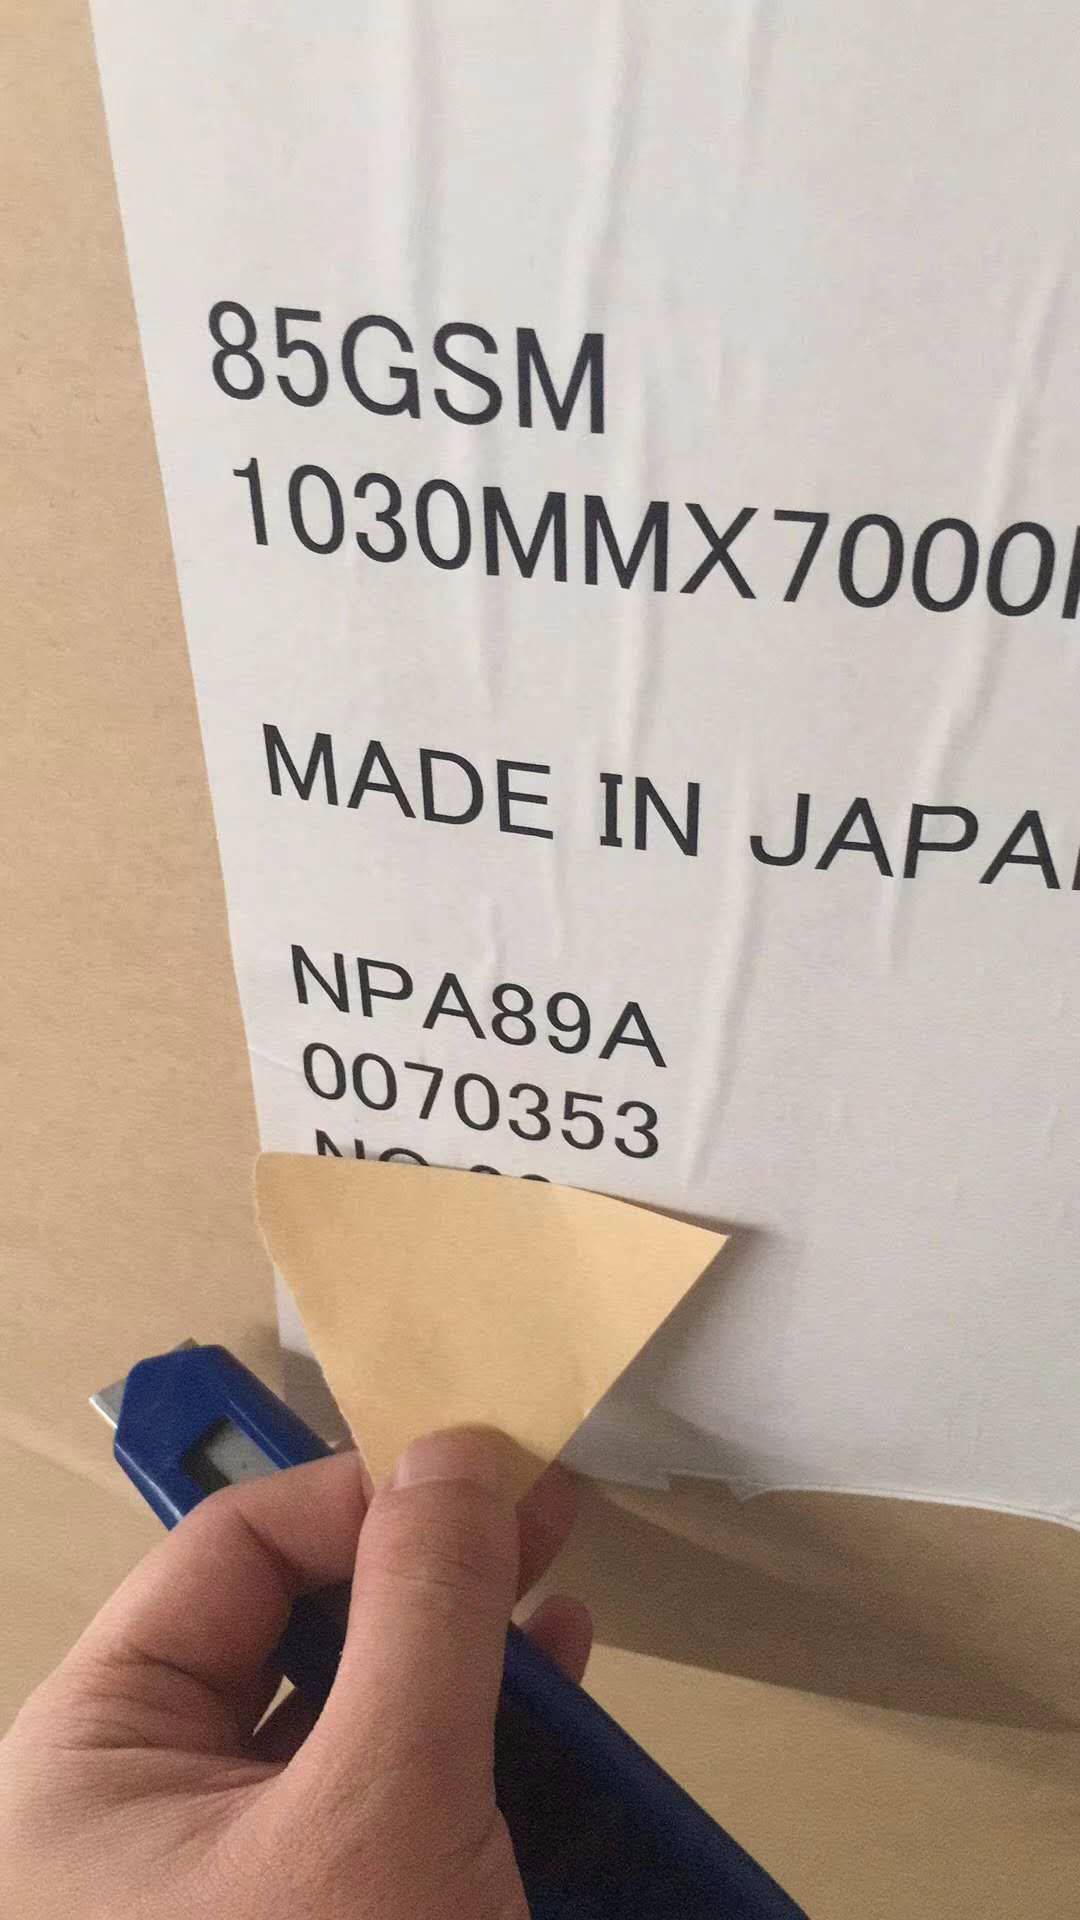 85GSM
1030MMX7000
MADE IN JAPA
NPA89A
0070353